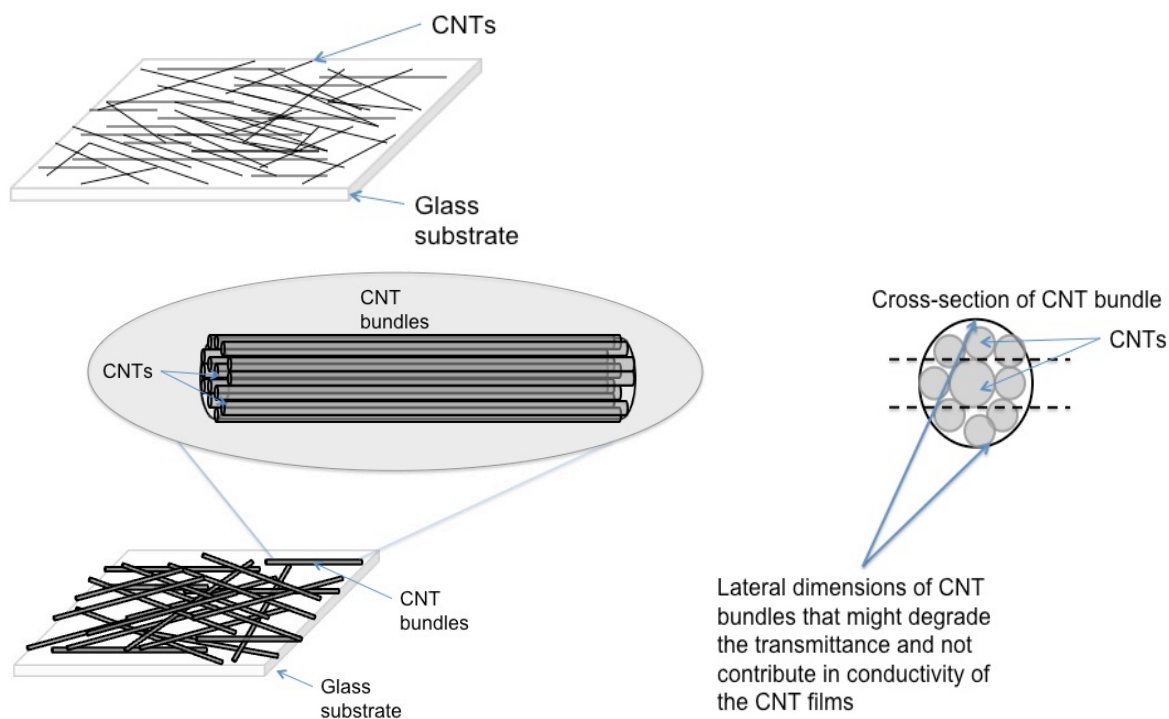 CNTs
Glass
substrate
CNT
bundles
CNTs
Cross-section of CNT bundle
CNTs
CNT
bundles
Glass
substrate
Lateral dimensions of CNT
bundles that might degrade
the transmittance and not
contribute in conductivity of
the CNT films